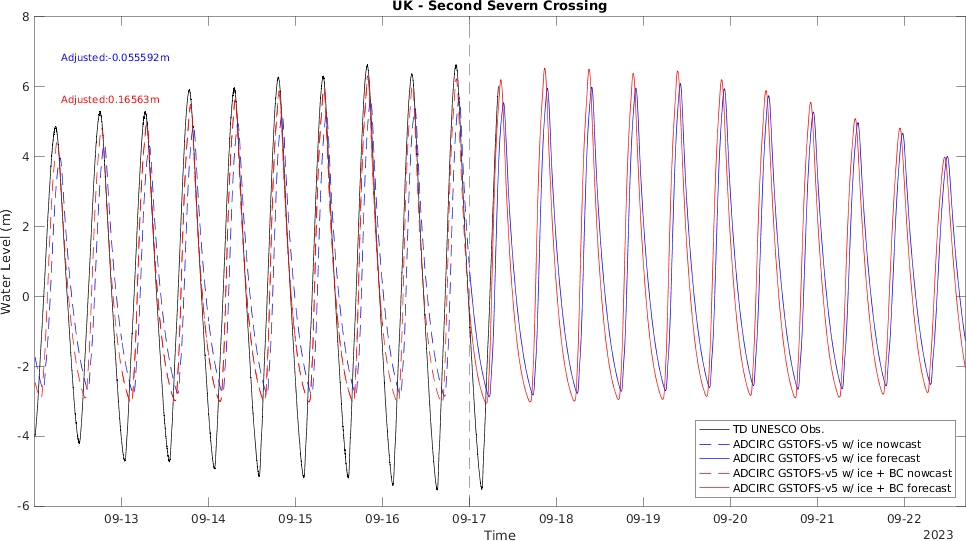 UK - Second Severn Crossing
8
Adjusted:-0.055592m
6
Adjusted:0.16563m
4
2
Water Level (m)
0
-2
-4
TD UNESCO Obs.
ADCIRC GSTOFS-v5 w/ ice nowcast
ADCIRC GSTOFS-v5 w/ ice forecast
ADCIRC GSTOFS-v5 w/ ice + BC nowcast
ADCIRC GSTOFS-v5 w/ ice + BC forecast
-6
09-13 09-14 09-15 09-16 09-17 09-18 09-19 09-20 09-21 09-22
Time
2023